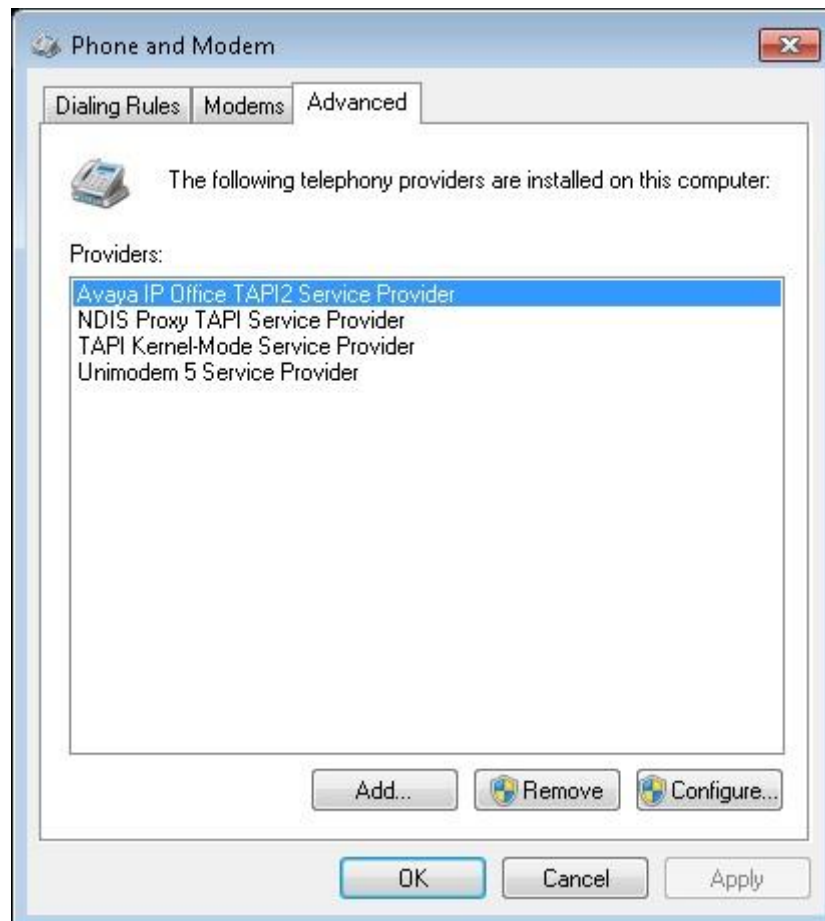 Phone and Modem
Dialing Rules Modems Advanced
The following telephony providers are installed on this computer:
Providers:
Avaya IP Office TAPI2 Service Provider
NDIS Proxy TAPI Service Provider
TAPI Kernel-Mode Service Provider
Unimodem 5 Service Provider
Add... Remove Configure...
OK Cancel Apply